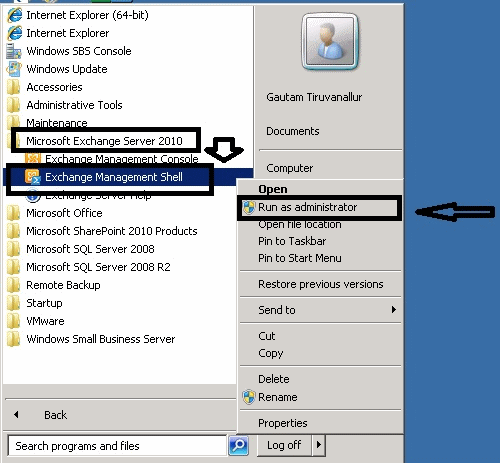 Internet Explorer (64-bit)
Internet Explorer
Windows SBS Console
Windows Update
Accessories
Administrative Tools
Maintenance
Microsoft Exchange Server 2010
Exchange Management Console
Exchange Management Shell
Exchange Server Help
Microsoft Office
Microsoft SharePoint 2010 Products
Microsoft SQL Server 2008
Microsoft SQL Server 2008 R2
Remote Backup
Startup
VMware
Windows Small Business Server
Back
Search programs and files
Gautam Tiruvanallur
Documents
Computer
Open
Run as administrator
Open file location
Pin to Taskbar
Pin to Start Menu
Restore previous versions
Send to
Cut
Copy
Delete
Rename
Properties
Log off